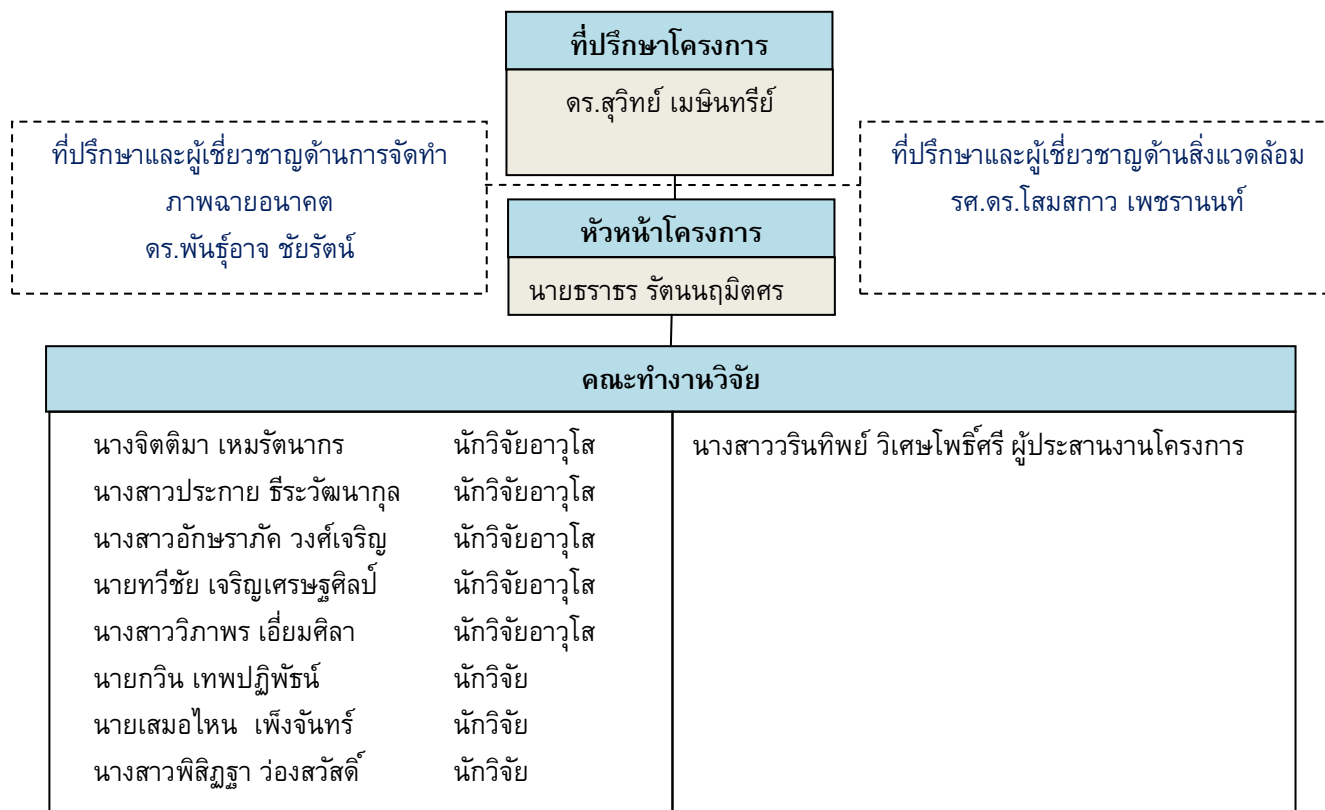 ที่ปรึกษาโครงการ
ดร.สุวิทย์ เมษินทรีย์
ที่ปรึกษาและผู้เชี่ยวชาญด้านการจัดทำ
ภาพฉายอนาคต
ดร.พันธุ์อาจ ชัยรัตน์
ที่ปรึกษาและผู้เชี่ยวชาญด้านสิ่งแวดล้อม
รศ.ดร.โสมสกาว เพชรานนท์
หัวหน้าโครงการ
นายธราธร รัตนนฤมิตศร
คณะทำงานวิจัย
นางจิตติมา เหมรัตนากร นักวิจัยอาวุโส
นางสาวประกาย ธีระวัฒนากุล นักวิจัยอาวุโส
นางสาวอักษราภัค วงศ์เจริญ นักวิจัยอาวุโส
นายทวีชัย เจริญเศรษฐศิลป์ นักวิจัยอาวุโส
นางสาววิภาพร เอี่ยมศิลา นักวิจัยอาวุโส
นายกวิน เทพปฏิพัธน์ นักวิจัย
นายเสมอไหน เพ็งจันทร์ นักวิจัย
นางสาวพิสิฏฐา ว่องสวัสดิ์ นักวิจัย
นางสาววรินทิพย์ วิเศษโพธิ์ศรี ผู้ประสานงานโครงการ